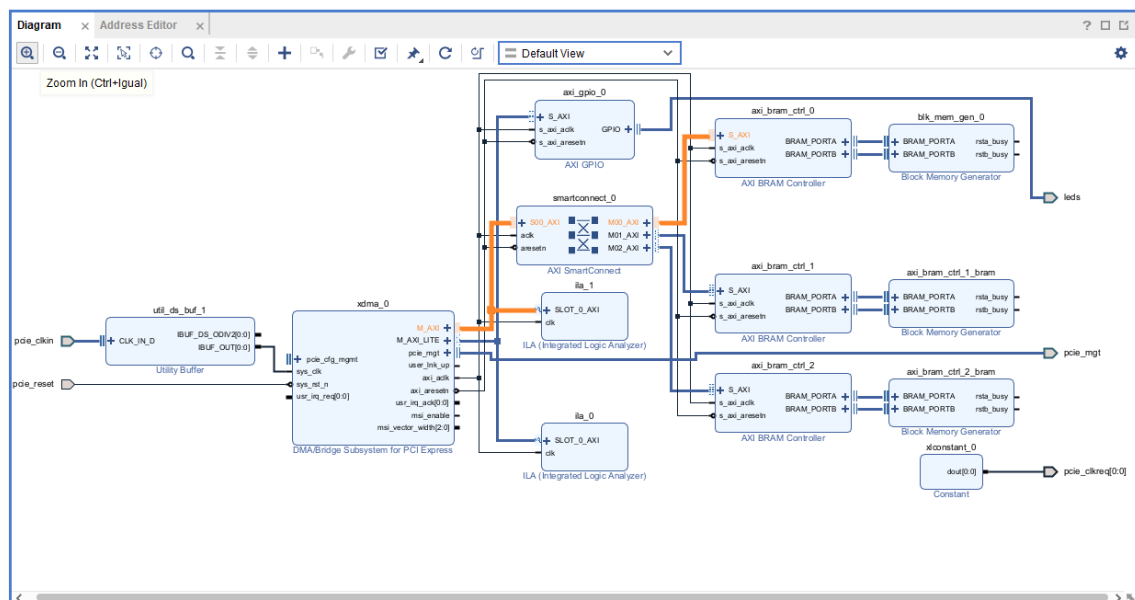 Diagram
Address Editor
Default View
Zoom In (Ctrl+Igual)
axi_gpio_0
S_AXI
s_axi_aclk
s_axi_aresetn
GPIO
AXI GPIO
axi_bram_ctrl_0
S_AXI
s_axi_aclk
s_axi_aresetn
BRAM_PORTA
BRAM_PORTB
AXI BRAM Controller
blk_mem_gen_0
BRAM_PORTA
BRAM_PORTB
rsta_busy
rstb_busy
Block Memory Generator
leds
smartconnect_0
S00_AXI
aclk
aresetn
M00_AXI
M01_AXI
M02_AXI
AXI SmartConnect
axi_bram_ctrl_1
S_AXI
s_axi_aclk
s_axi_aresetn
BRAM_PORTA
BRAM_PORTB
AXI BRAM Controller
axi_bram_ctrl_1_bram
BRAM_PORTA
BRAM_PORTB
rsta_busy
rstb_busy
Block Memory Generator
ila_1
SLOT_0_AXI
clk
ILA (Integrated Logic Analyzer)
pcie_clkin
pcie_reset
util_ds_buf_1
CLK_IN_D
IBUF_DS_ODIV2[0:0]
IBUF_OUT[0:0]
Utility Buffer
xdma_0
pcie_cfg_mgmt
sys_clk
sys_rst_n
usr_irq_req[0:0]
M_AXI
M_AXI_LITE
pcie_mgt
user_lnk_up
axi_aclk
axi_aresetn
usr_irq_ack[0:0]
msi_enable
msi_vector_width[2:0]
DMA/Bridge Subsystem for PCI Express
pcie_mgt
axi_bram_ctrl_2
S_AXI
s_axi_aclk
s_axi_aresetn
BRAM_PORTA
BRAM_PORTB
AXI BRAM Controller
axi_bram_ctrl_2_bram
BRAM_PORTA
BRAM_PORTB
rsta_busy
rstb_busy
Block Memory Generator
ila_0
SLOT_0_AXI
clk
ILA (Integrated Logic Analyzer)
xlconstant_0
dout[0:0]
Constant
pcie_clkreq[0:0]